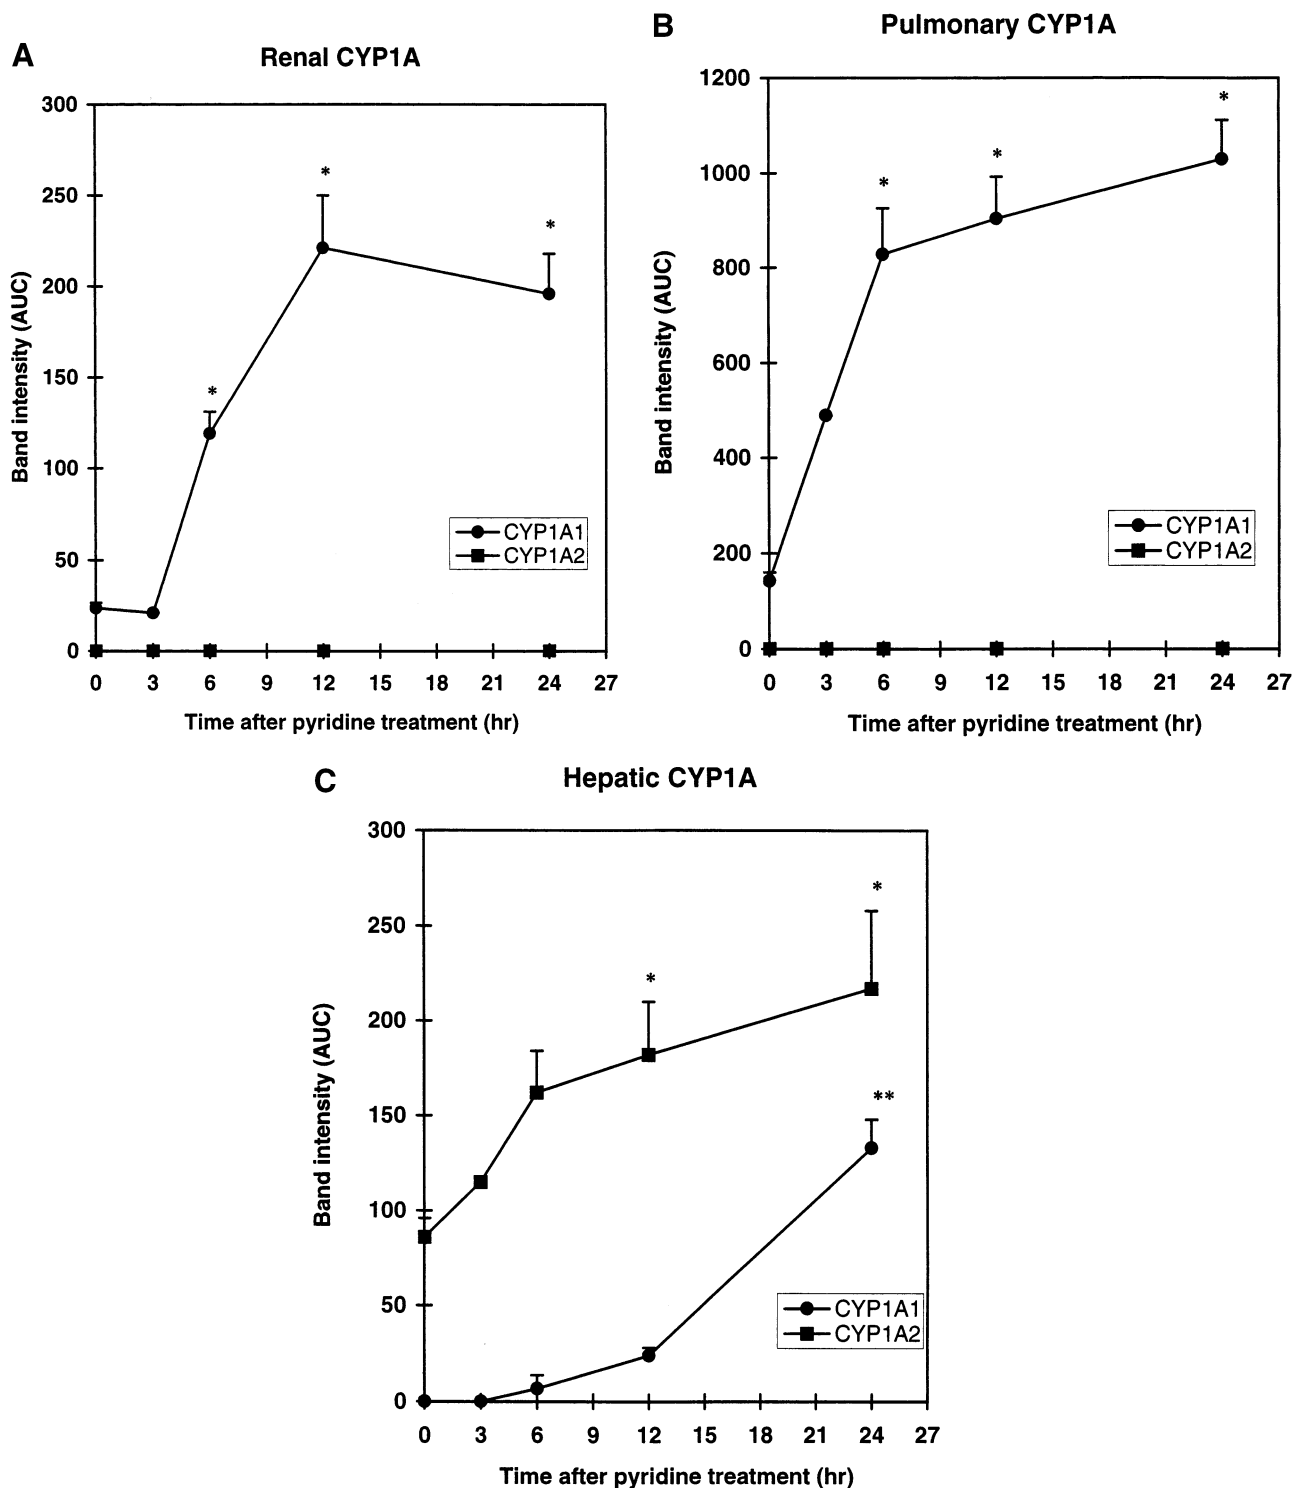 A
Renal CYP1A
300
250
200
150
100
50
0
Band intensity (AUC)
*
*
*
CYP1A1
CYP1A2
0 3 6 9 12 15 18 21 24 27
Time after pyridine treatment (hr)
B
Pulmonary CYP1A
1200
1000
800
600
400
200
0
Band intensity (AUC)
*
*
*
CYP1A1
CYP1A2
0 3 6 9 12 15 18 21 24 27
Time after pyridine treatment (hr)
C
Hepatic CYP1A
300
250
200
150
100
50
0
Band intensity (AUC)
*
*
**
CYP1A1
CYP1A2
0 3 6 9 12 15 18 21 24 27
Time after pyridine treatment (hr)